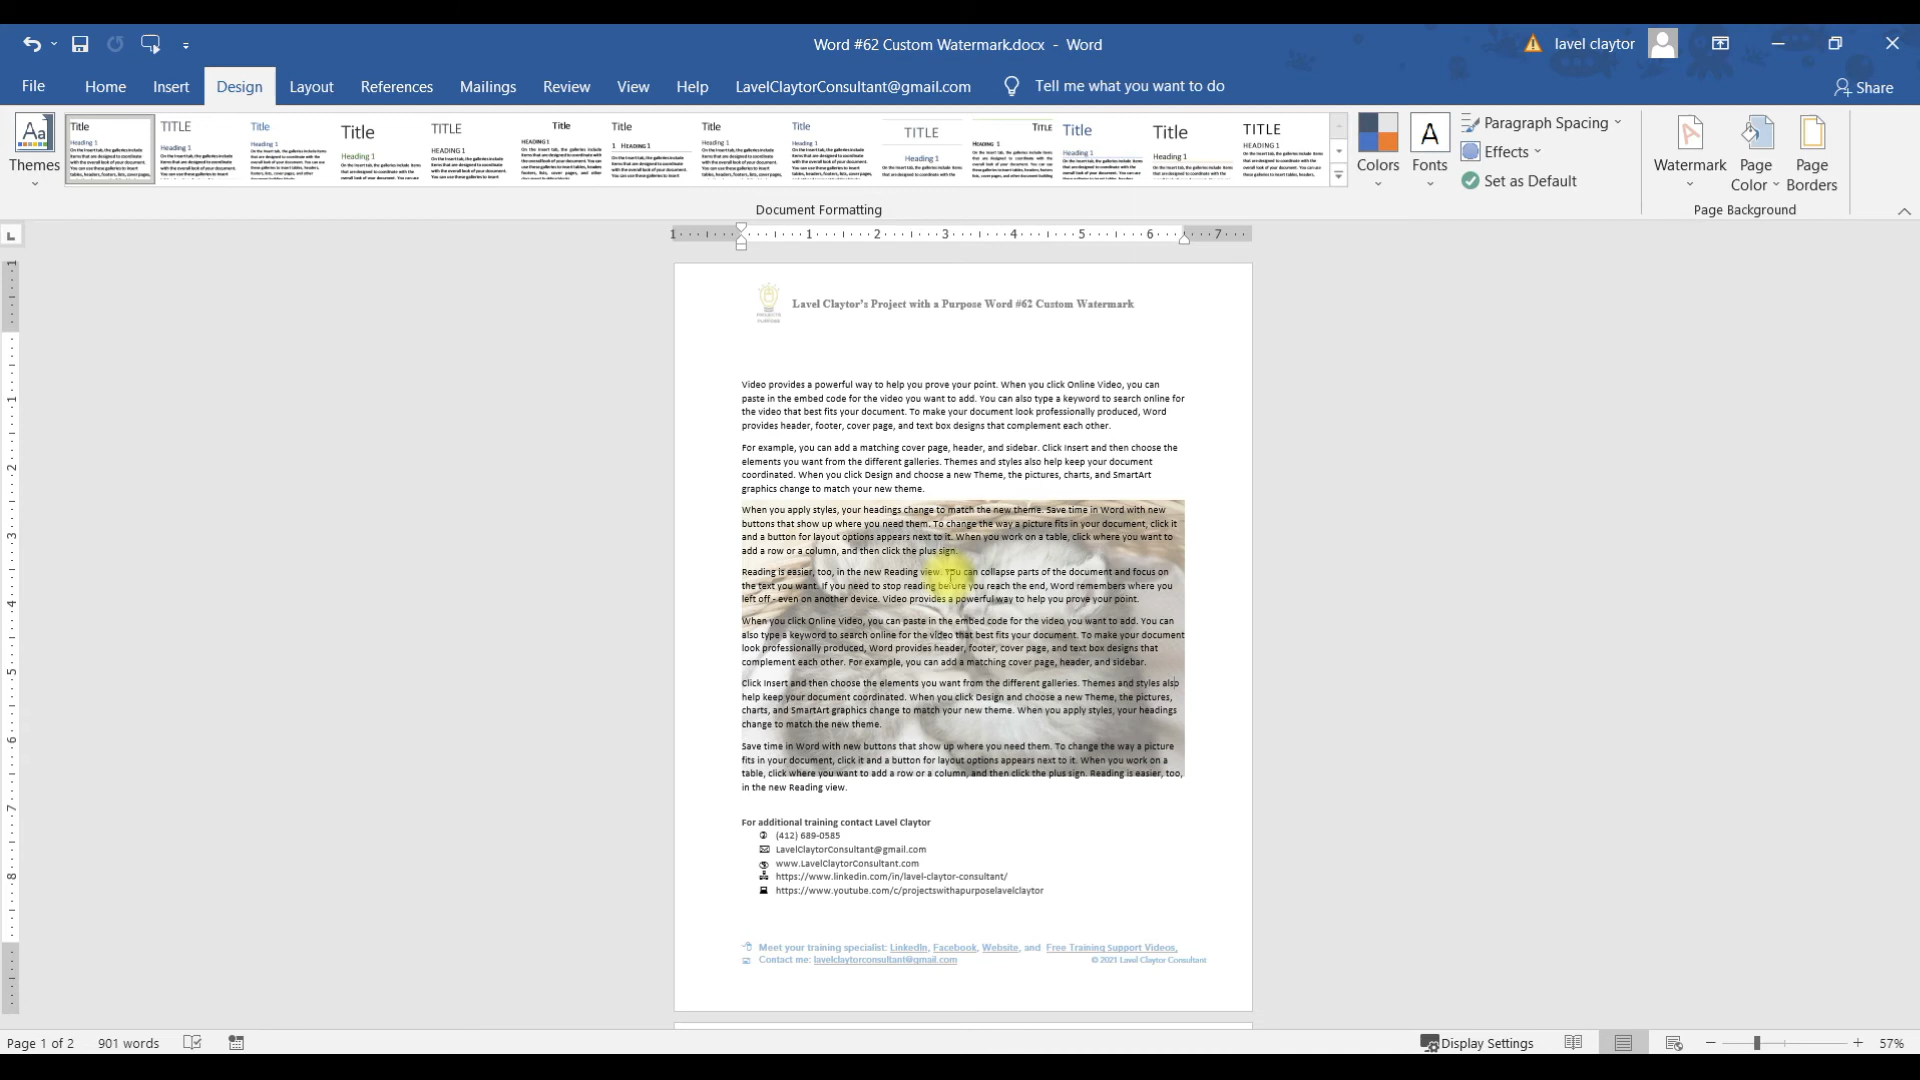 Word #62 Custom Watermark.docx - Word
lavel claytor
File Home Insert Design Layout References Mailings Review View Help LavelClaytorConsultant@gmail.com Tell me what you want to do
Share
Themes
Colors
Fonts
Paragraph Spacing
Effects
Set as Default
Watermark
Page Color
Page Borders
Document Formatting
Page Background
Lavel Claytor's Project with a Purpose Word #62 Custom Watermark
Video provides a powerful way to help you prove your point. When you click Online Video, you can
paste in the embed code for the video you want to add. You can also type a keyword to search online for
the video that best fits your document. To make your document look professionally produced, Word
provides header, footer, cover page, and text box designs that complement each other.
For example, you can add a matching cover page, header, and sidebar. Click Insert and then choose the
elements you want from the different galleries. Themes and styles also help keep your document
coordinated. When you click Design and choose a new Theme, the pictures, charts, and SmartArt
graphics change to match your new theme.
When you apply styles, your headings change to match the new theme. Save time in Word with new
buttons that show up where you need them. To change the way a picture fits in your document, click it
and a button for layout options appears next to it. When you work on a table, click where you want to
add a row or a column, and then click the plus sign.
Reading is easier, too, in the new Reading view. You can collapse parts of the document and focus on
the text you want. If you need to stop reading before you reach the end, Word remembers where you
left off - even on another device. Video provides a powerful way to help you prove your point.
When you click Online Video, you can paste in the embed code for the video you want to add. You can
also type a keyword to search online for the video that best fits your document. To make your document
look professionally produced, Word provides header, footer, cover page, and text box designs that
complement each other. For example, you can add a matching cover page, header, and sidebar.
Click Insert and then choose the elements you want from the different galleries. Themes and styles also
help keep your document coordinated. When you click Design and choose a new Theme, the pictures,
charts, and SmartArt graphics change to match your new theme. When you apply styles, your headings
change to match the new theme.
Save time in Word with new buttons that show up where you need them. To change the way a picture
fits in your document, click it and a button for layout options appears next to it. When you work on a
table, click where you want to add a row or a column, and then click the plus sign. Reading is easier, too,
in the new Reading view.
For additional training contact Lavel Claytor
(412) 689-0585
LavelClaytorConsultant@gmail.com
www.LavelClaytorConsultant.com
https://www.linkedin.com/in/lavel-claytor-consultant/
https://www.youtube.com/c/projectswithapurposelavelclaytor
Meet your training specialist: LinkedIn, Facebook, Website, and Free Training Support Videos,
Contact me: lavelclaytorconsultant@gmail.com © 2021 Lavel Claytor Consultant
Page 1 of 2 901 words Display Settings 57%